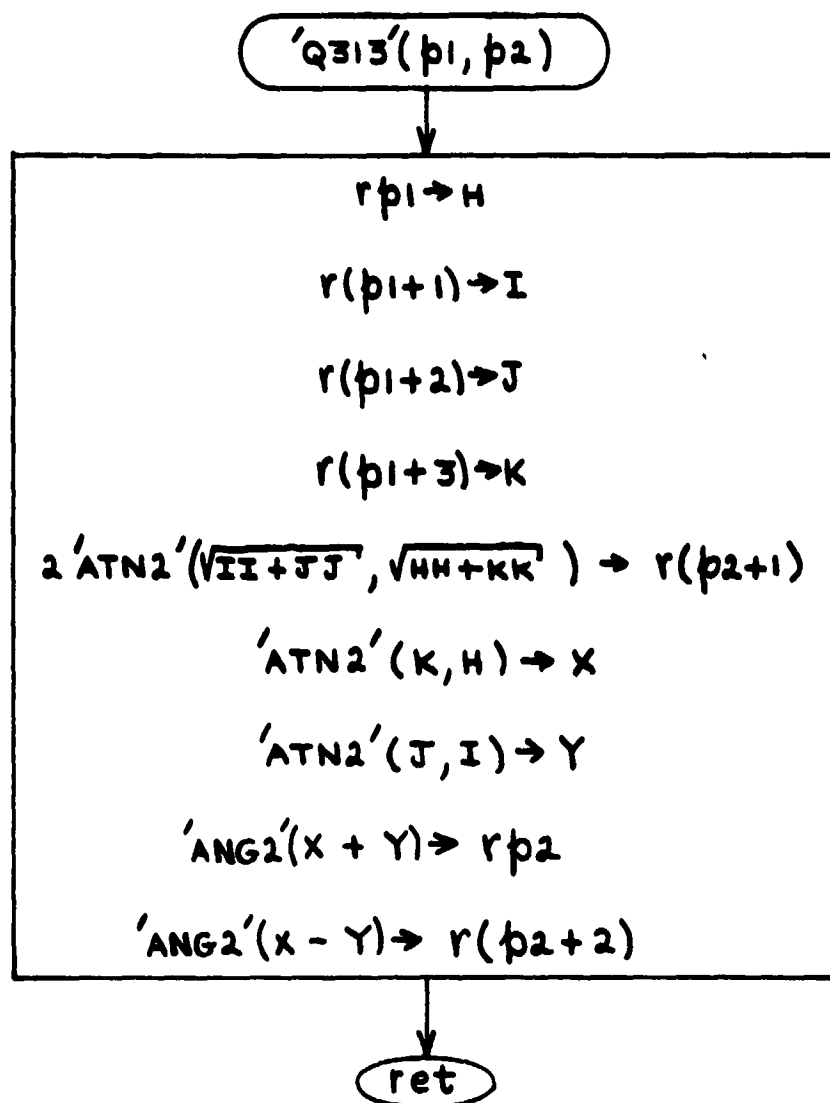 'Q313'(p1, p2)
rp1→H
r(p1+1)→I
r(p1+2)→J
r(p1+3)→K
2'ATN2'(√II+JJ, √HH+KK) → r(p2+1)
'ATN2'(K,H)→X
'ATN2'(J,I)→Y
'ANG2'(X + Y)→ rp2
'ANG2'(X - Y)→ r(p2+2)
ret